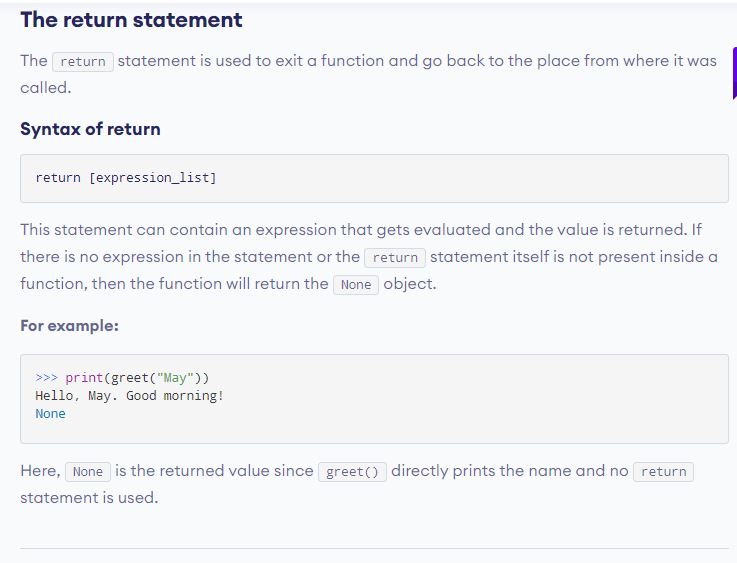 The return statement
The return statement is used to exit a function and go back to the place from where it was
called.
Syntax of return
return [expression_list]
This statement can contain an expression that gets evaluated and the value is returned. If
there is no expression in the statement or the return statement itself is not present inside a
function, then the function will return the None object.
For example:
>>> print(greet("May"))
Hello, May. Good morning!
None
Here, None is the returned value since greet() directly prints the name and no return
statement is used.